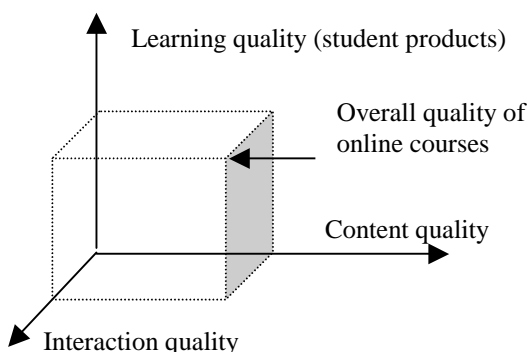 Learning quality (student products)
Overall quality of
online courses
Content quality
Interaction quality